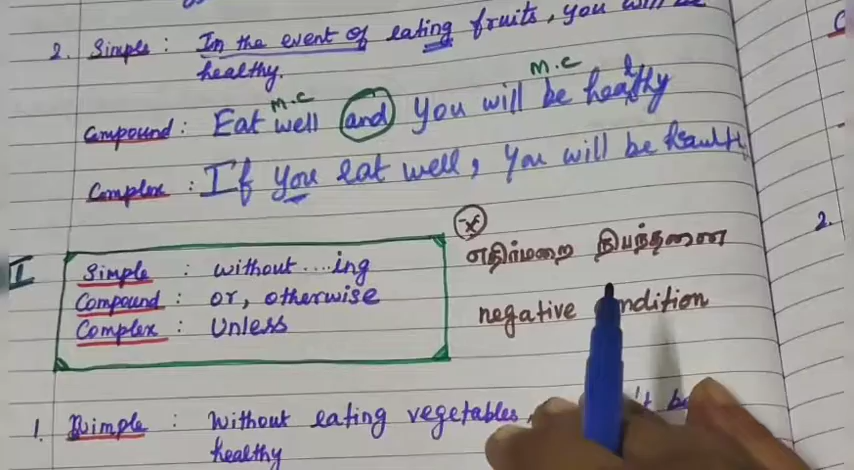 2. Simple : In the event of eating fruits, you will be
healthy.
M.C M.C
Compound : Eat well and you will be healthy
Complex : If you eat well, you will be
II
Simple : without...ing
Compound : or, otherwise
Complex : Unless
எதிர்மறை நிபந்தனை
negative condition
2.
1. Simple : Without eating vegetables,
healthy